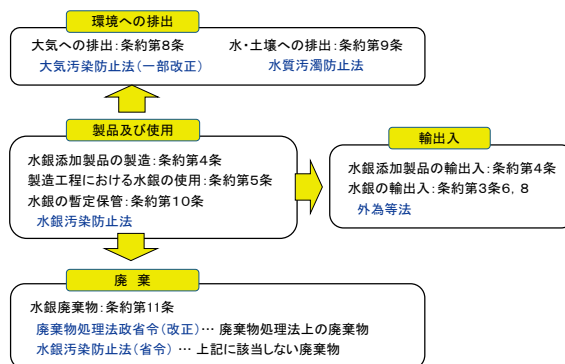 環境への排出
大気への排出:条約第8条
大気汚染防止法(一部改正)
水・土壌への排出:条約第9条
水質汚濁防止法
製品及び使用
水銀添加製品の製造:条約第4条
製造工程における水銀の使用:条約第5条
水銀の暫定保管:条約第10条
水銀汚染防止法
輸出入
水銀添加製品の輸出入:条約第4条
水銀の輸出入:条約第3条6, 8
外為等法
廃 棄
水銀廃棄物:条約第11条
廃棄物処理法政省令(改正)… 廃棄物処理法上の廃棄物
水銀汚染防止法(省令) … 上記に該当しない廃棄物